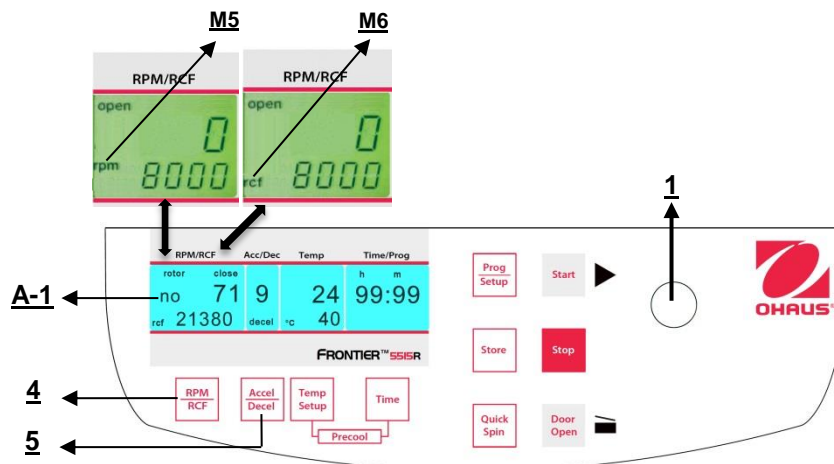 M5
M6
RPM/RCF
open
0
rpm
8000
RPM/RCF
open
0
rcf
8000
1
RPM/RCF Acc/Dec Temp Time/Prog
rotor close h m
no 71 9 24 99:99
rcf 21380 decel °C 40
A-1
FRONTIER™ 5515R
4
RPM
RCF
5
Accel
Decel
Temp
Setup
Time
Precool
Prog
Setup
Start
Store
Stop
Quick
Spin
Door
Open
OHAUS®